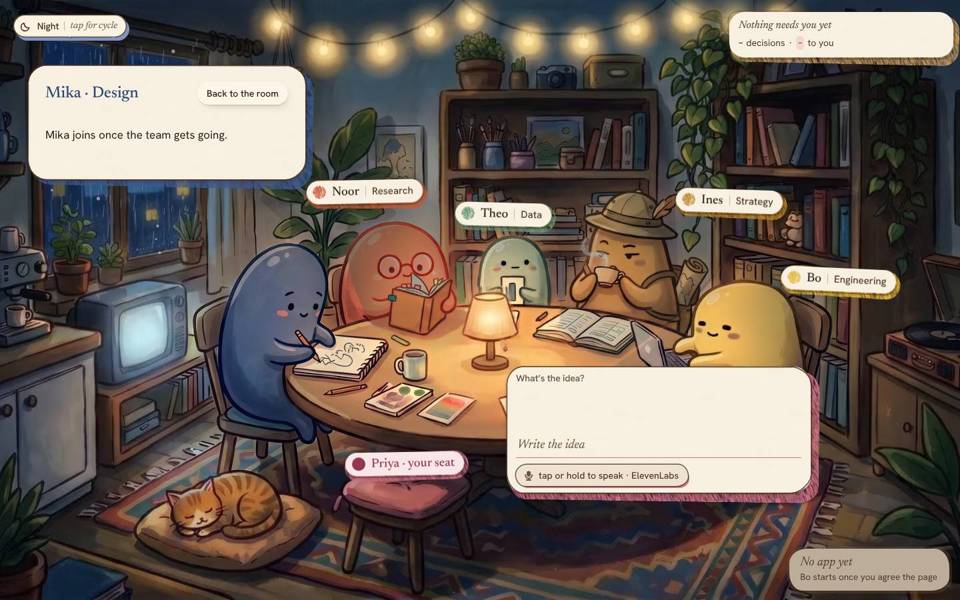 Night | tap for cycle
Nothing needs you yet
– decisions · – to you
Mika · Design
Back to the room
Mika joins once the team gets going.
Noor | Research
Theo | Data
Ines | Strategy
Bo | Engineering
What's the idea?
Write the idea
tap or hold to speak · ElevenLabs
Priya · your seat
No app yet
Bo starts once you agree the page